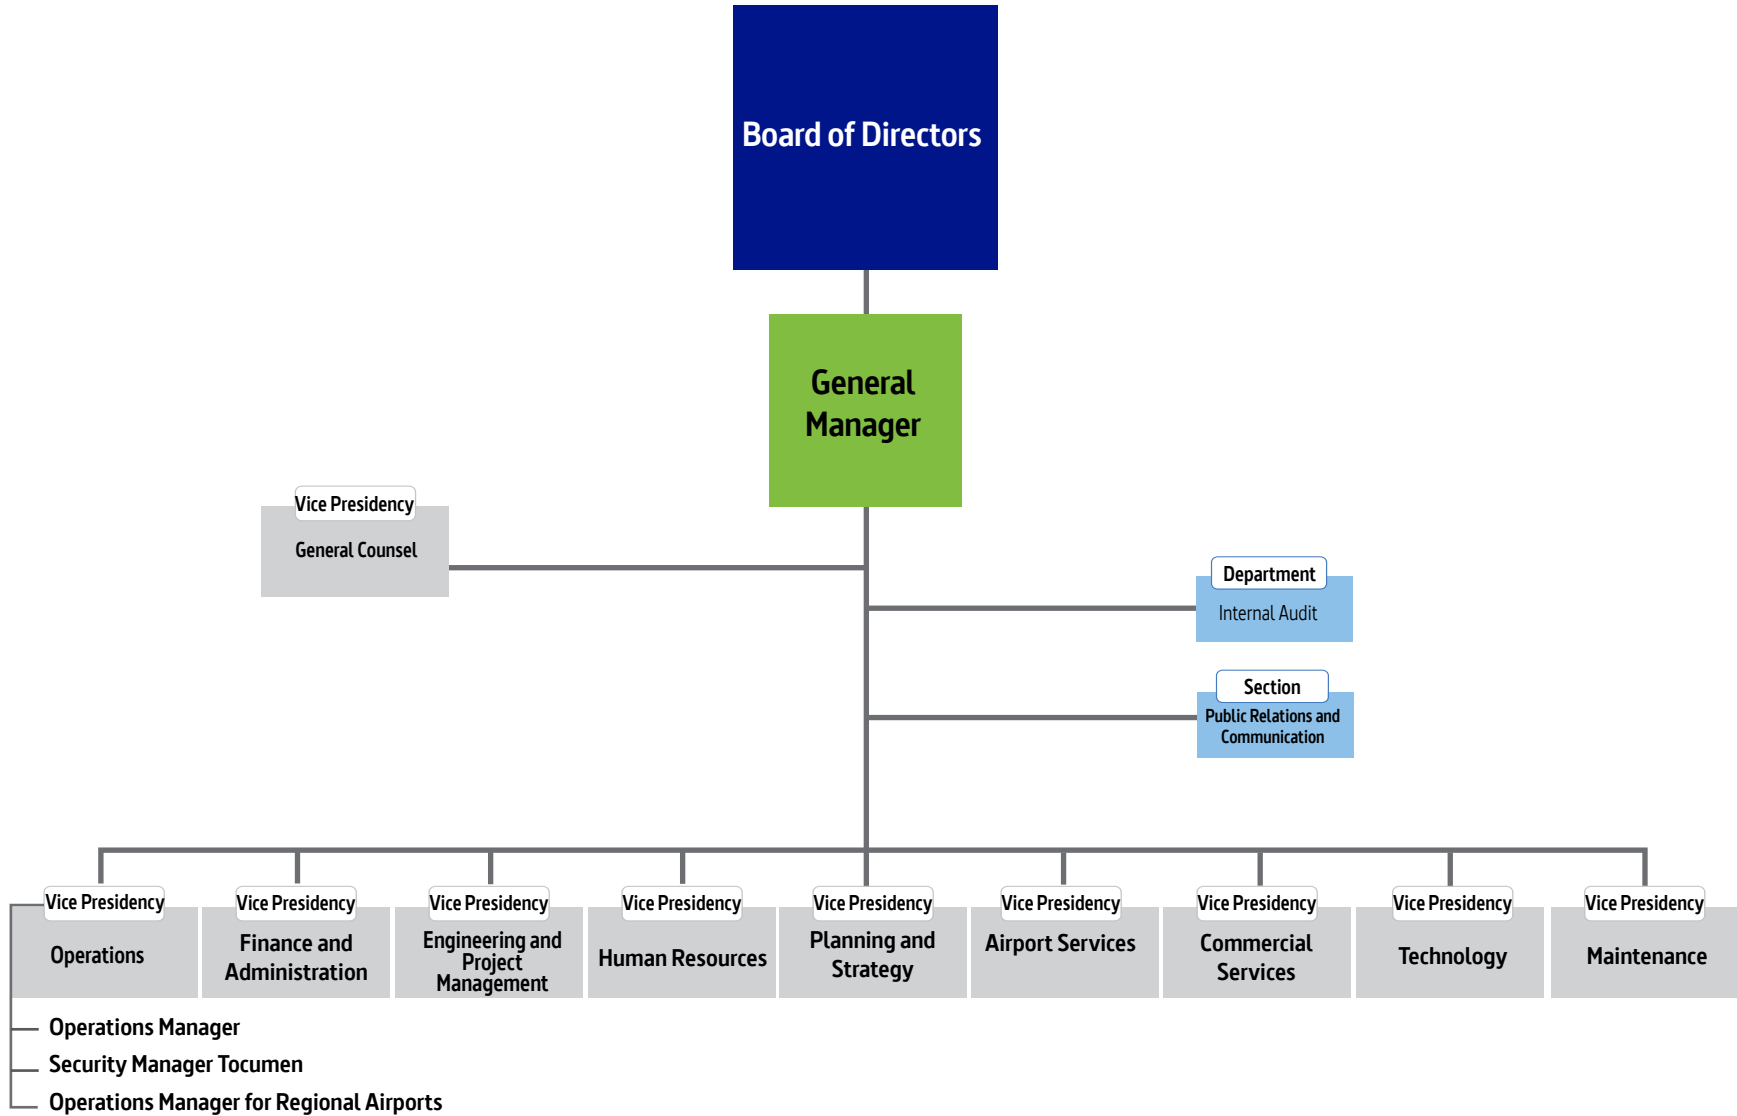 Board of Directors
General
Manager
Vice Presidency
General Counsel
Department
Internal Audit
Section
Public Relations and
Communication
Vice Presidency
Operations
Vice Presidency
Finance and
Administration
Vice Presidency
Engineering and
Project
Management
Vice Presidency
Human Resources
Vice Presidency
Planning and
Strategy
Vice Presidency
Airport Services
Vice Presidency
Commercial
Services
Vice Presidency
Technology
Vice Presidency
Maintenance
Operations Manager
Security Manager Tocumen
Operations Manager for Regional Airports